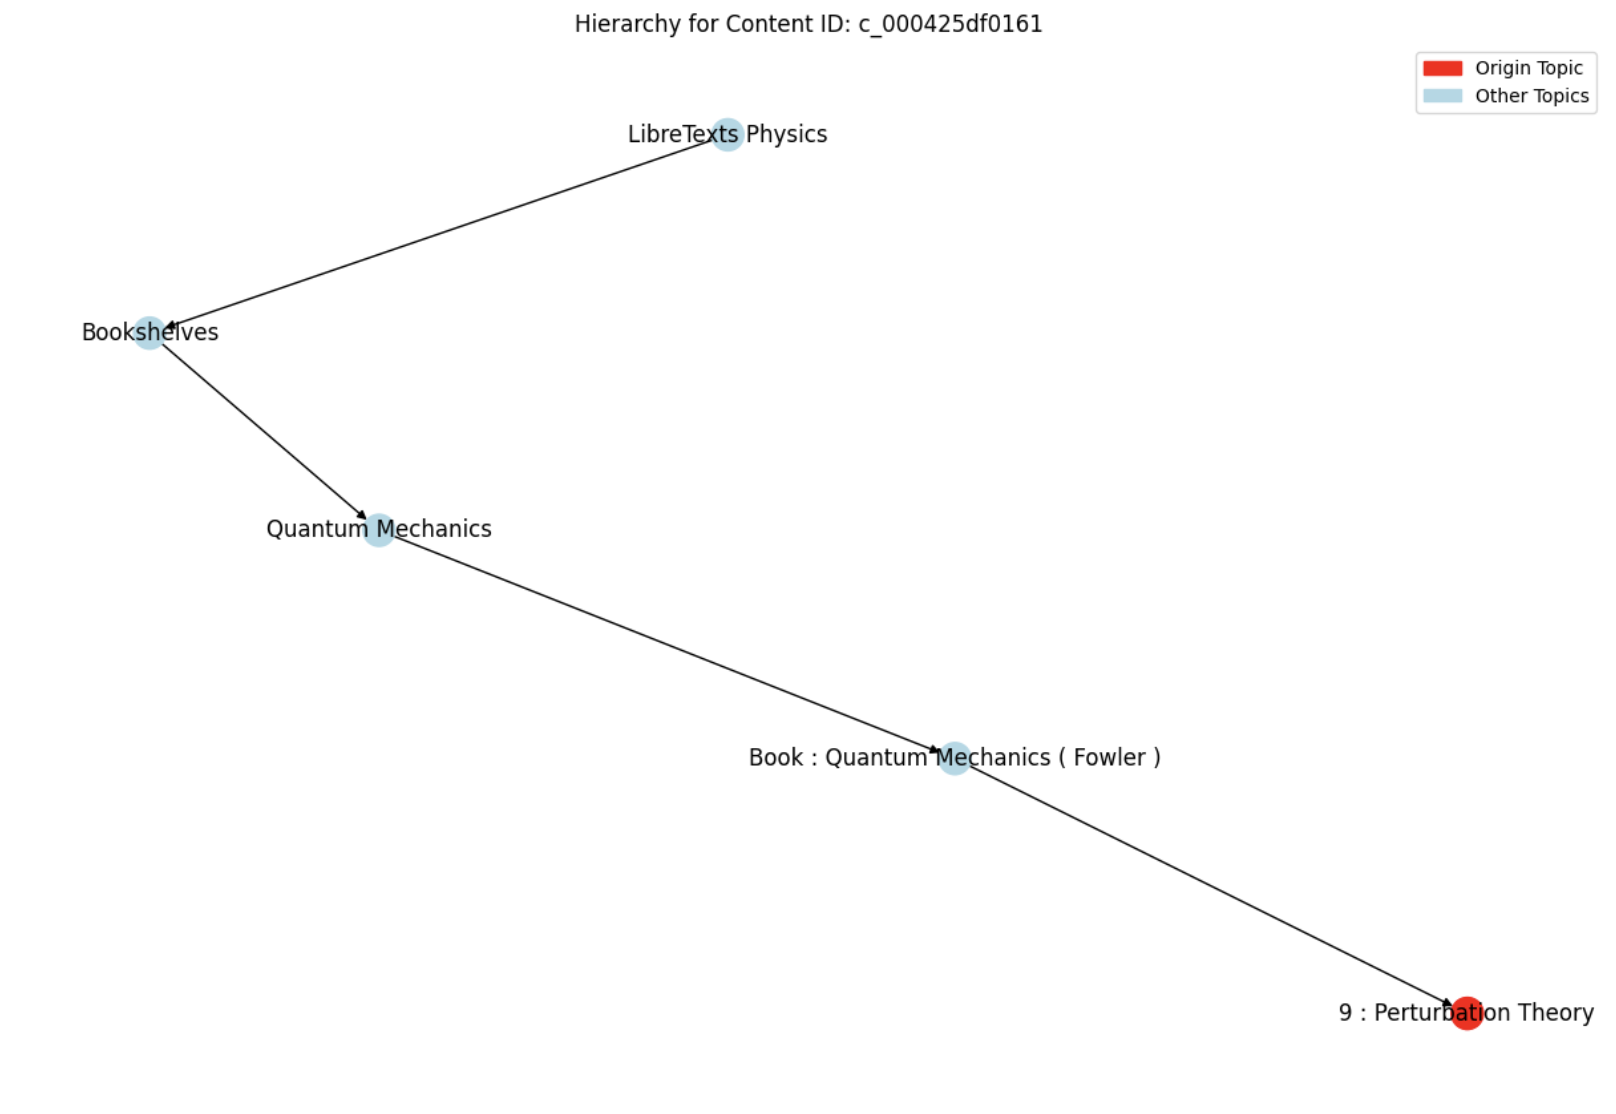 Hierarchy for Content ID: c_000425df0161
Origin Topic
Other Topics
LibreTexts Physics
Bookshelves
Quantum Mechanics
Book : Quantum Mechanics ( Fowler )
9 : Perturbation Theory